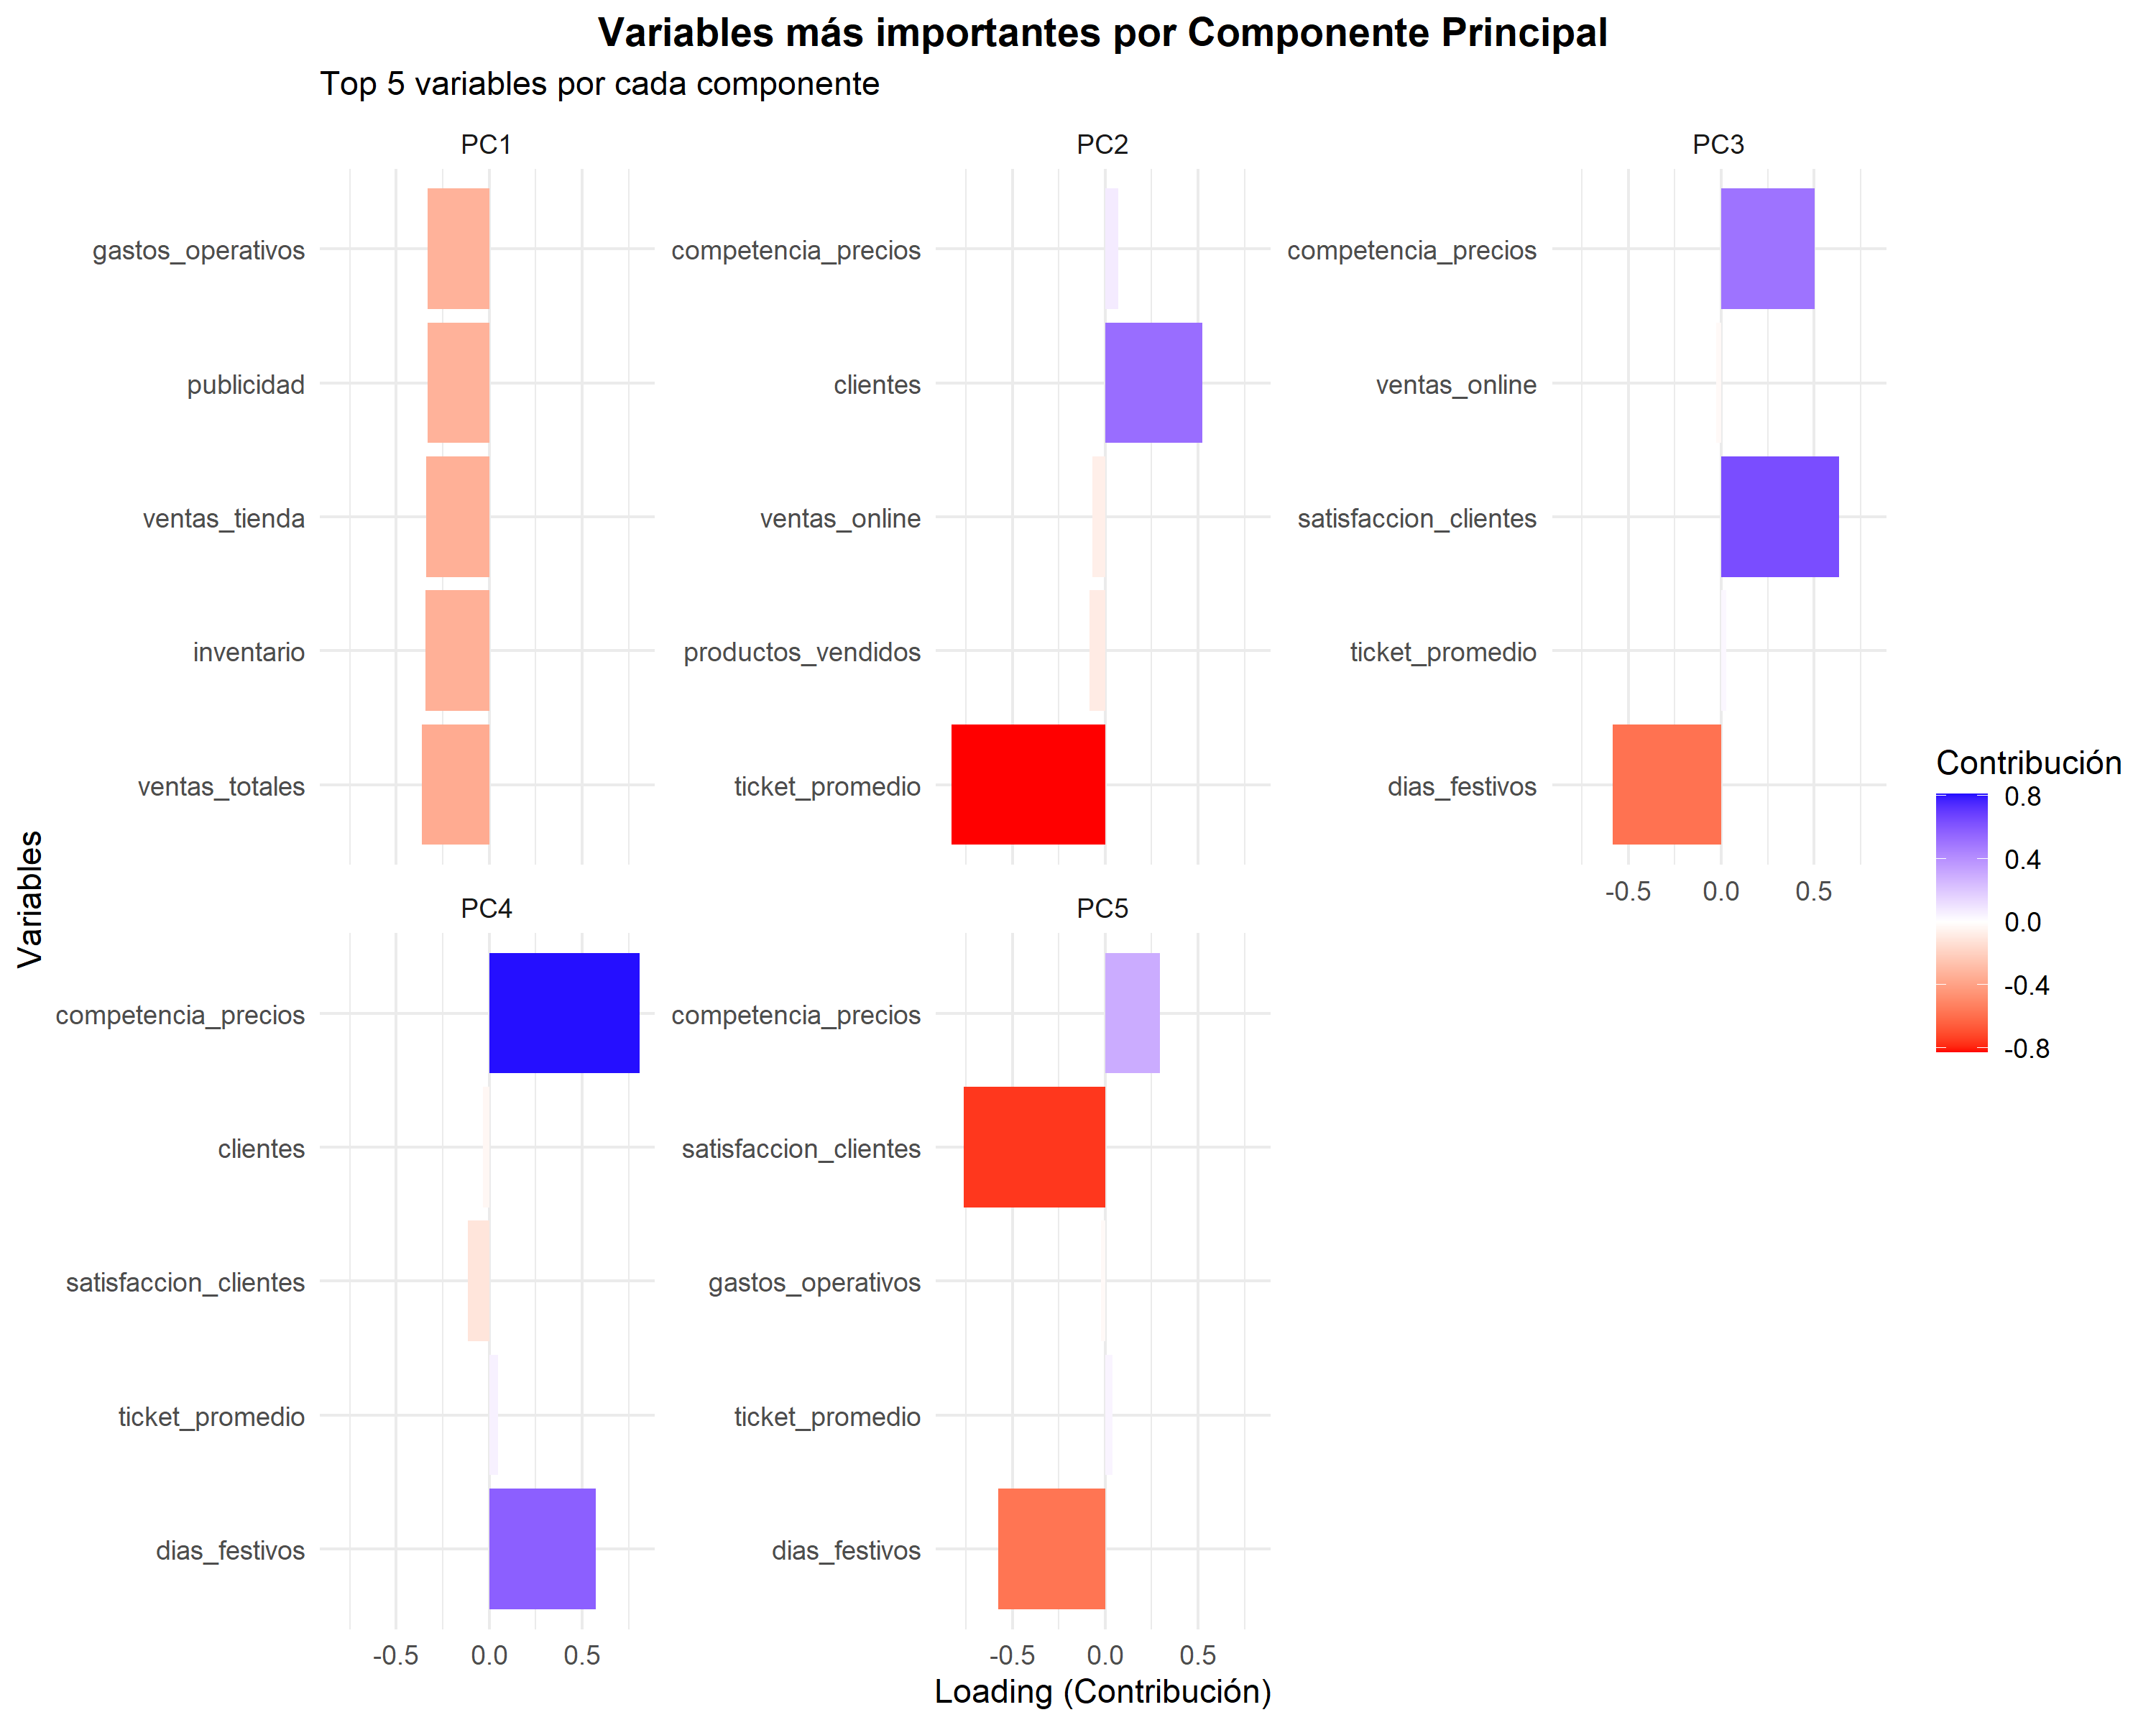 Variables más importantes por Componente Principal
Top 5 variables por cada componente
PC1
gastos_operativos
publicidad
ventas_tienda
inventario
ventas_totales
PC2
competencia_precios
clientes
ventas_online
productos_vendidos
ticket_promedio
PC3
competencia_precios
ventas_online
satisfaccion_clientes
ticket_promedio
dias_festivos
-0.5 0.0 0.5
PC4
competencia_precios
clientes
satisfaccion_clientes
ticket_promedio
dias_festivos
-0.5 0.0 0.5
PC5
competencia_precios
satisfaccion_clientes
gastos_operativos
ticket_promedio
dias_festivos
-0.5 0.0 0.5
Variables
Loading (Contribución)
Contribución
0.8
0.4
0.0
-0.4
-0.8